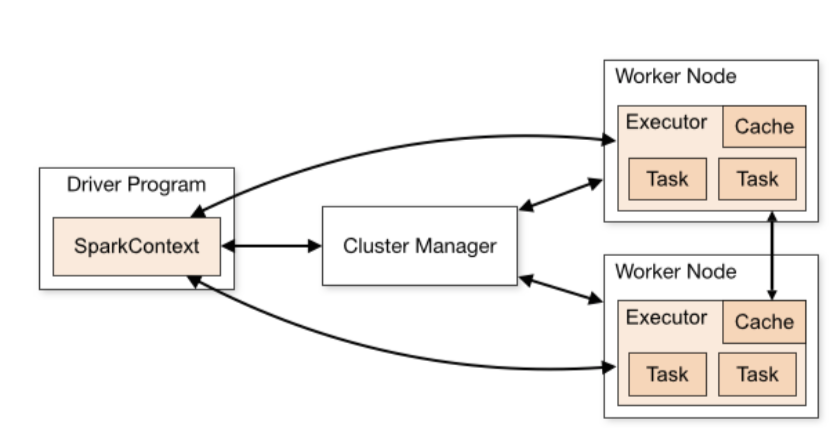 Driver Program
SparkContext
Cluster Manager
Worker Node
Executor
Cache
Task
Task
Worker Node
Executor
Cache
Task
Task